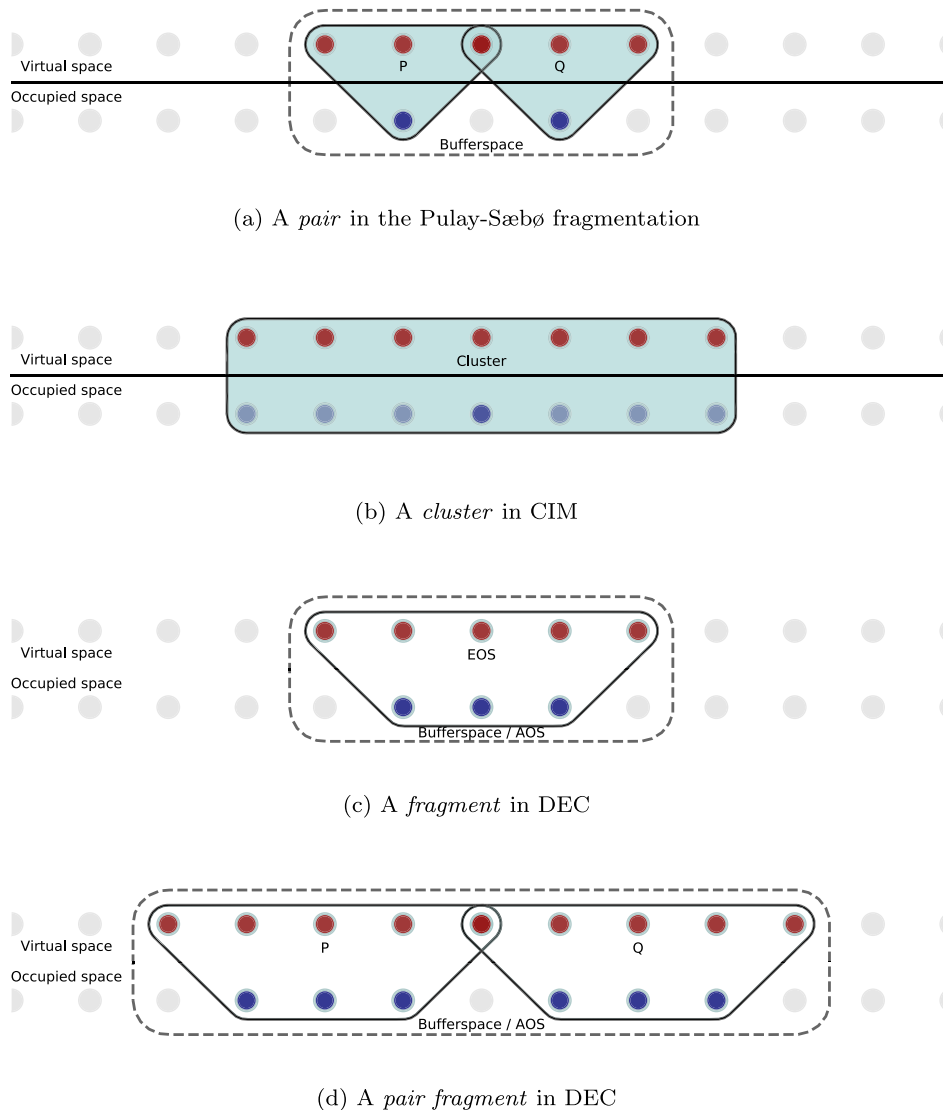 Virtual space
P
Q
Occupied space
Bufferspace
(a) A pair in the Pulay-Sæbø fragmentation
Virtual space
Cluster
Occupied space
(b) A cluster in CIM
Virtual space
EOS
Occupied space
Bufferspace / AOS
(c) A fragment in DEC
Virtual space
P
Q
Occupied space
Bufferspace / AOS
(d) A pair fragment in DEC